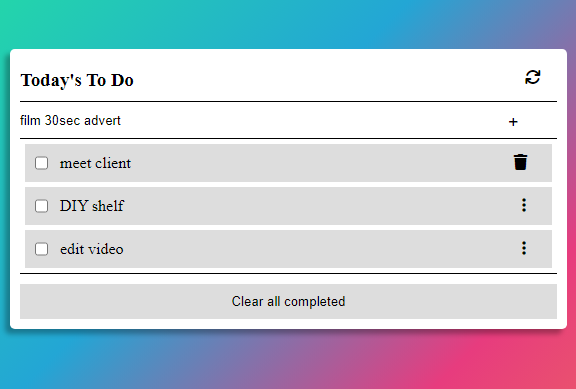 Today's To Do
film 30sec advert +
meet client
DIY shelf
edit video
Clear all completed